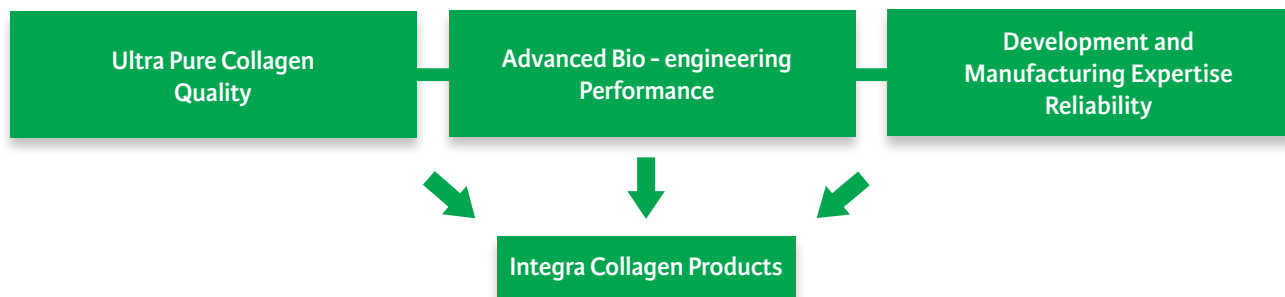 Ultra Pure Collagen
Quality
Advanced Bio - engineering
Performance
Development and
Manufacturing Expertise
Reliability
Integra Collagen Products